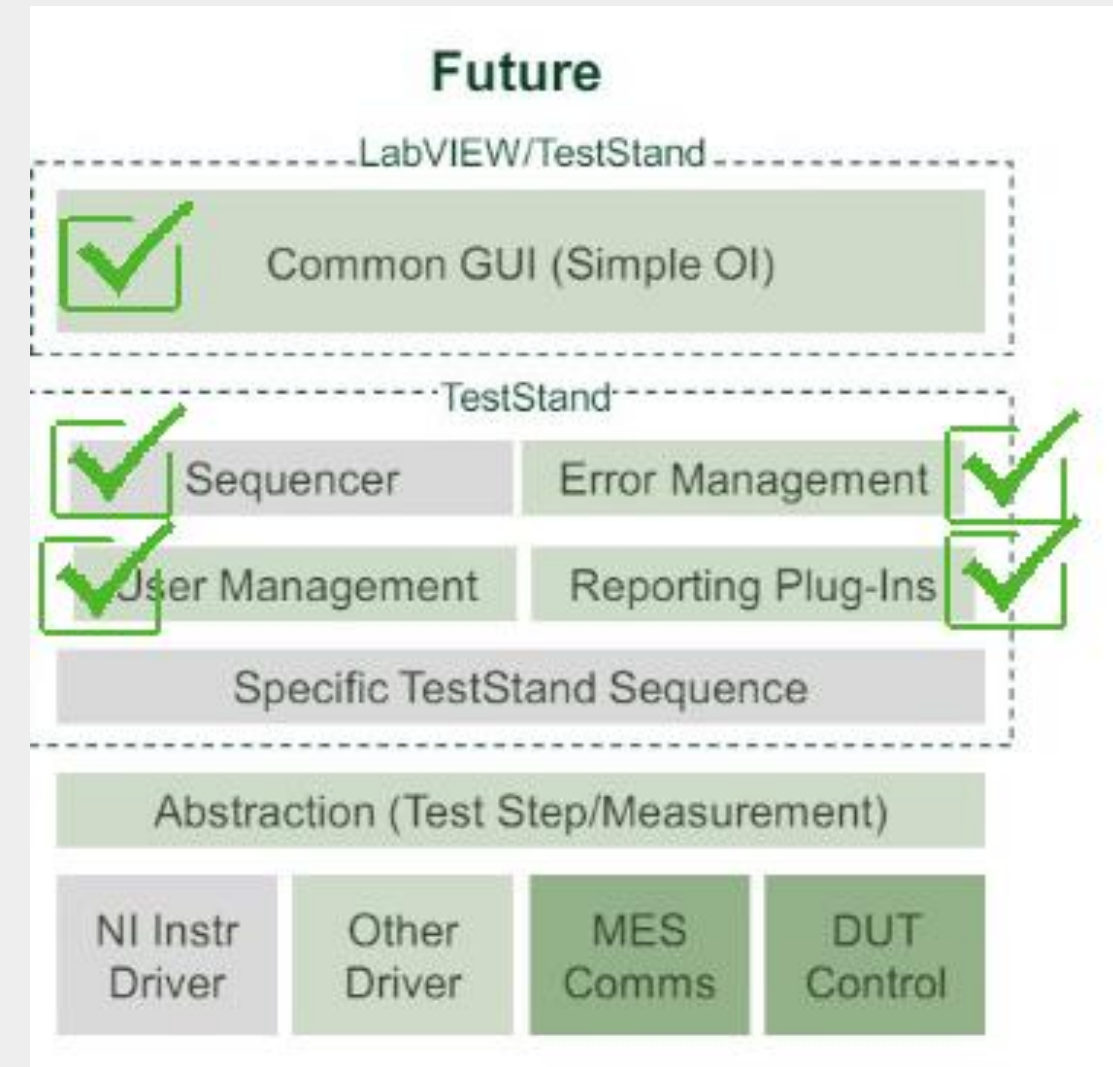 Future
LabVIEW/TestStand
Common GUI (Simple OI)
TestStand
Sequencer
Error Management
User Management
Reporting Plug-Ins
Specific TestStand Sequence
Abstraction (Test Step/Measurement)
NI Instr
Driver
Other
Driver
MES
Comms
DUT
Control